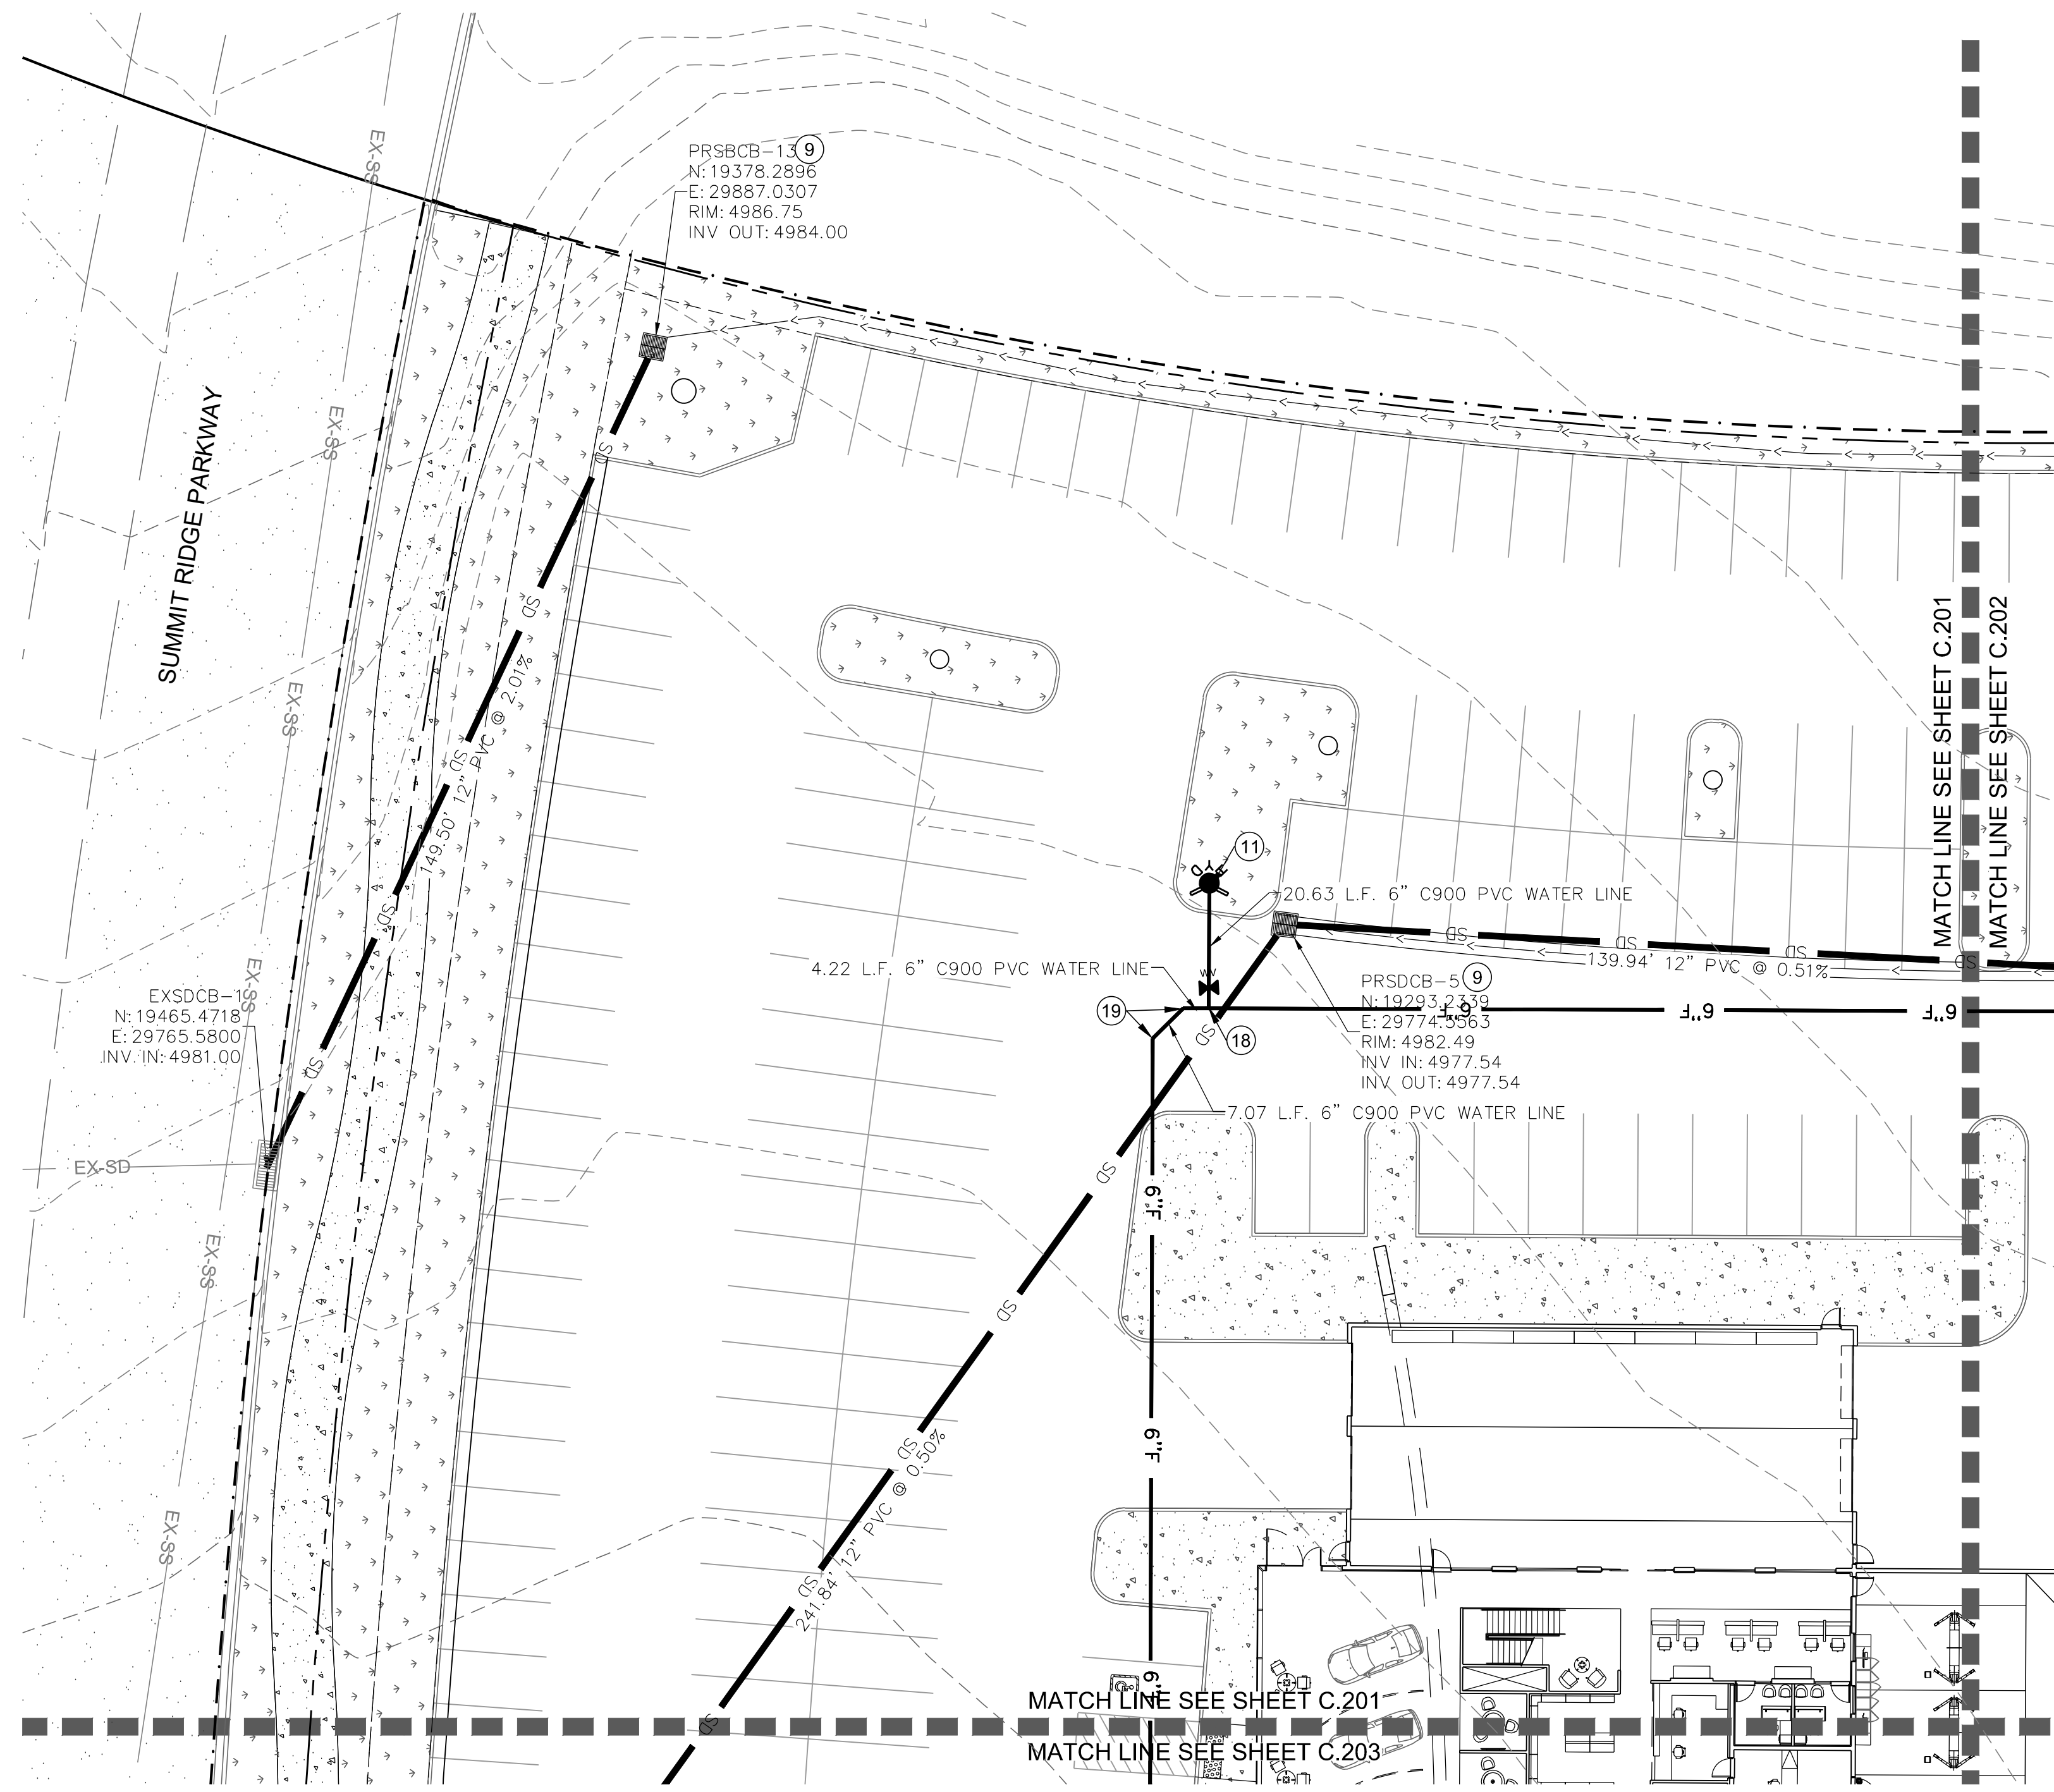 EX-SS
PRSBCB-13 9
N: 19378.2896
E: 29887.0307
RIM: 4986.75
INV OUT: 4984.00
SUMMIT RIDGE PARKWAY
EX-SS
SD
SD
EX-SS
SD
149.50' 12" PVC @ 2.01%
MATCH LINE SEE SHEET C.201
MATCH LINE SEE SHEET C.202
11
HYD
20.63 L.F. 6" C900 PVC WATER LINE
SD
SD
SD
SD
SD
139.94' 12" PVC @ 0.51%
4.22 L.F. 6" C900 PVC WATER LINE
WV
EX-SS
EXSDCB-1
N: 19465.4718
E: 29765.5800
INV IN: 4981.00
SD
19
18
SD
PRSDCB-5 9
N: 19293.2339
E: 29774.5563
RIM: 4982.49
INV IN: 4977.54
INV OUT: 4977.54
6"F
6"F
6"F
7.07 L.F. 6" C900 PVC WATER LINE
EX-SD
SD
6"F
EX-SS
SD
SD
241.84' 12" PVC @ 0.50%
6"F
EX-SS
SD
6"F
SD
MATCH LINE SEE SHEET C.201
MATCH LINE SEE SHEET C.203